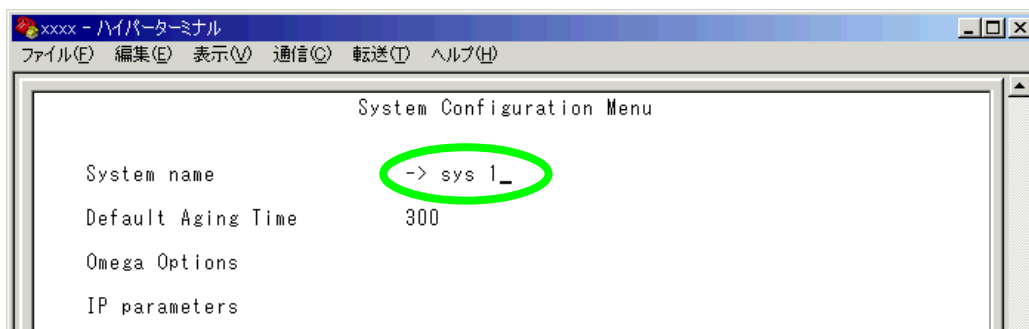 xxxx - ハイパーターミナル
ファイル(F) 編集(E) 表示(V) 通信(C) 転送(T) ヘルプ(H)
System Configuration Menu
System name -> sys 1_
Default Aging Time 300
Omega Options
IP parameters